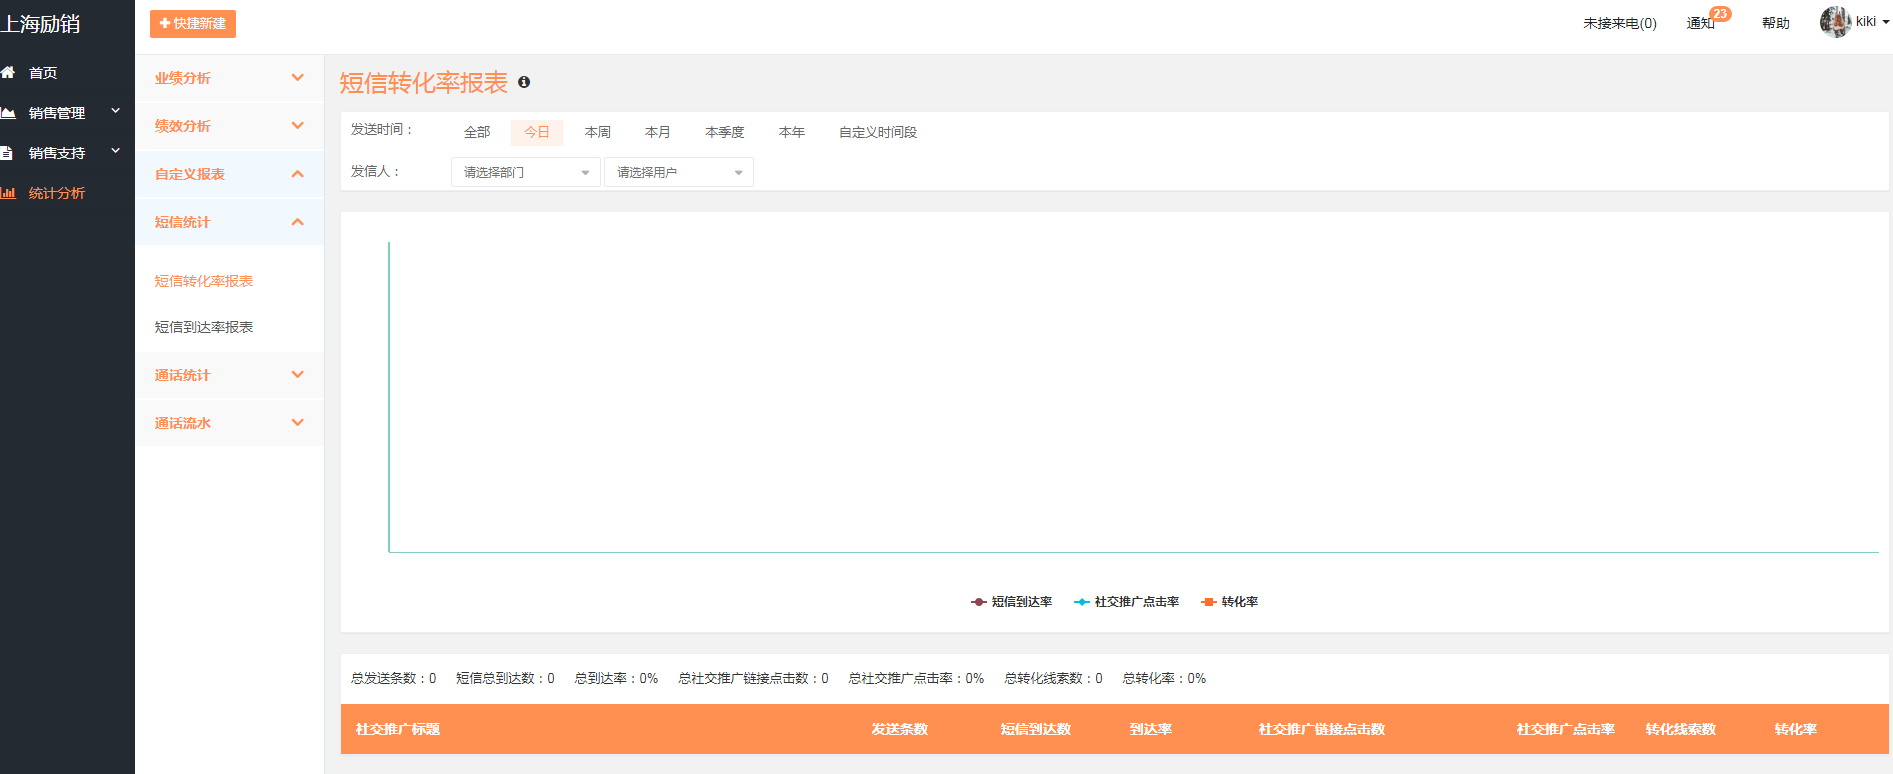 上海励销
快捷新建
未接来电(0) 通知 23 帮助 kiki
首页
销售管理
销售支持
统计分析
业绩分析
绩效分析
自定义报表
短信统计
短信转化率报表
短信到达率报表
通话统计
通话流水
短信转化率报表
发送时间： 全部 今日 本周 本月 本季度 本年 自定义时间段
发信人： 请选择部门 请选择用户
短信到达率 社交推广点击率 转化率
总发送条数：0 短信总到达数：0 总到达率：0% 总社交推广链接点击数：0 总社交推广点击率：0% 总转化线索数：0 总转化率：0%
社交推广标题 发送条数 短信到达数 到达率 社交推广链接点击数 社交推广点击率 转化线索数 转化率